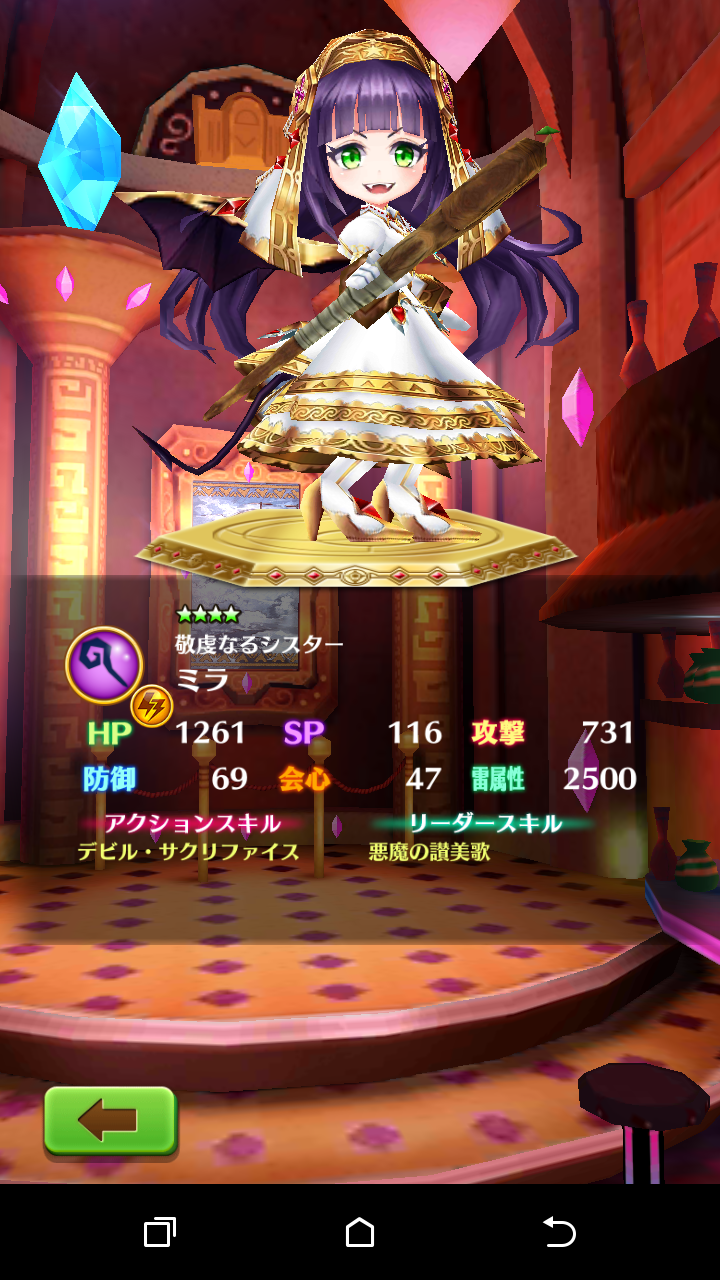 敬虔なるシスター
ミラ
HP 1261 SP 116 攻撃 731
防御 69 会心 47 雷属性 2500
アクションスキル リーダースキル
デビル・サクリファイス 悪魔の讃美歌